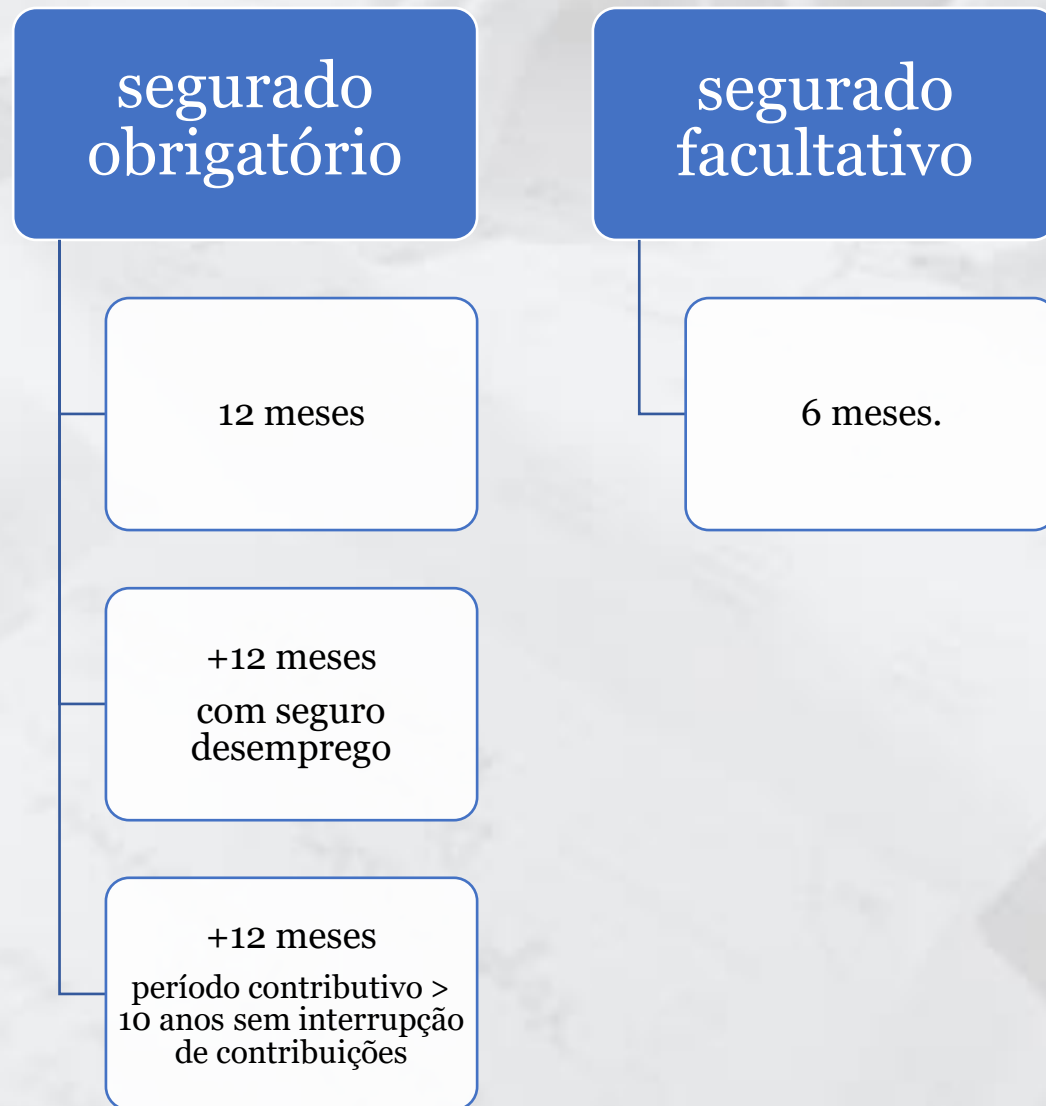 segurado
obrigatório
12 meses
+12 meses
com seguro
desemprego
+12 meses
período contributivo >
10 anos sem interrupção
de contribuições
segurado
facultativo
6 meses.